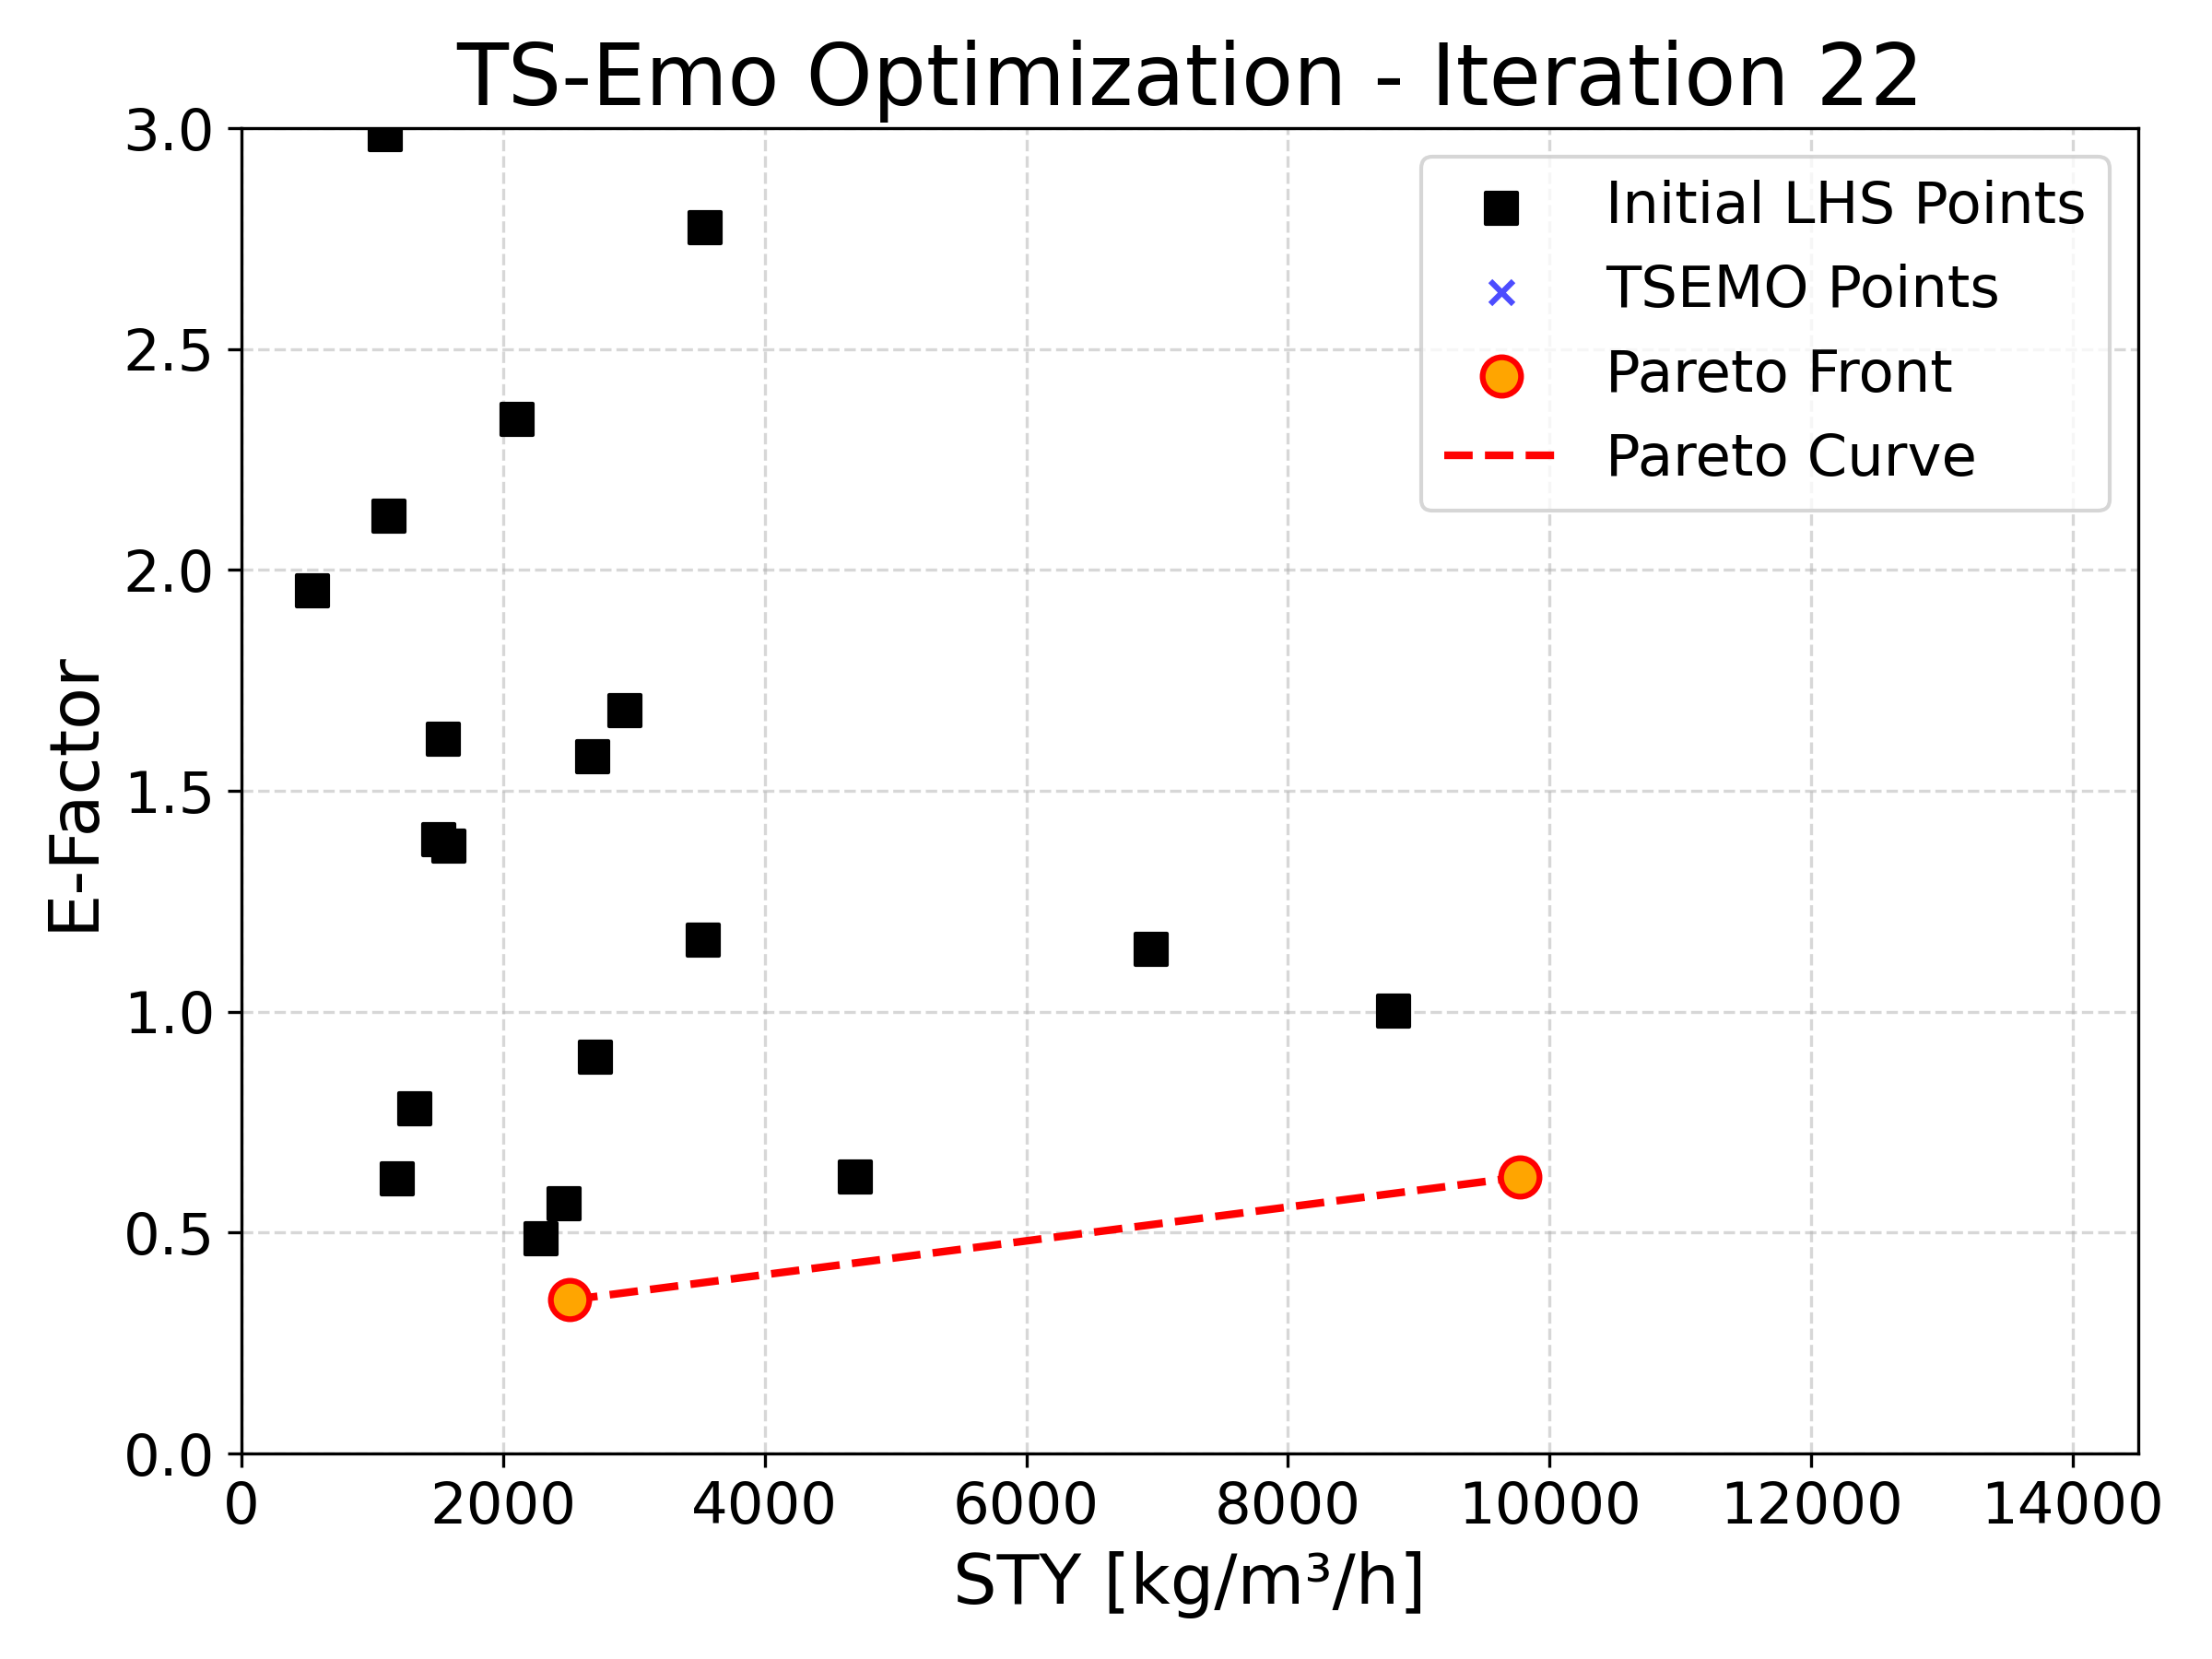 TS-Emo Optimization - Iteration 22
3.0
2.5
2.0
1.5
1.0
0.5
0.0
E-Factor
Initial LHS Points
TSEMO Points
Pareto Front
Pareto Curve
0 2000 4000 6000 8000 10000 12000 14000
STY [kg/m³/h]